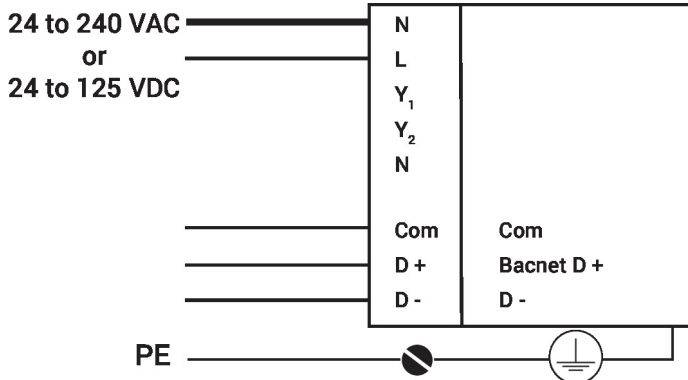 24 to 240 VAC
or
24 to 125 VDC
N
L
Y₁
Y₂
N
Com Com
D + Bacnet D +
D - D -
PE